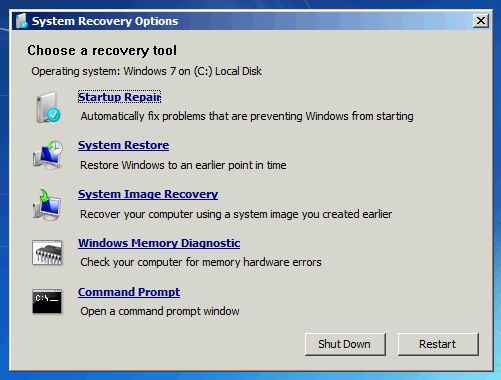 System Recovery Options
Choose a recovery tool
Operating system: Windows 7 on (C:) Local Disk
Startup Repair
Automatically fix problems that are preventing Windows from starting
System Restore
Restore Windows to an earlier point in time
System Image Recovery
Recover your computer using a system image you created earlier
Windows Memory Diagnostic
Check your computer for memory hardware errors
C:\
Command Prompt
Open a command prompt window
Shut Down
Restart